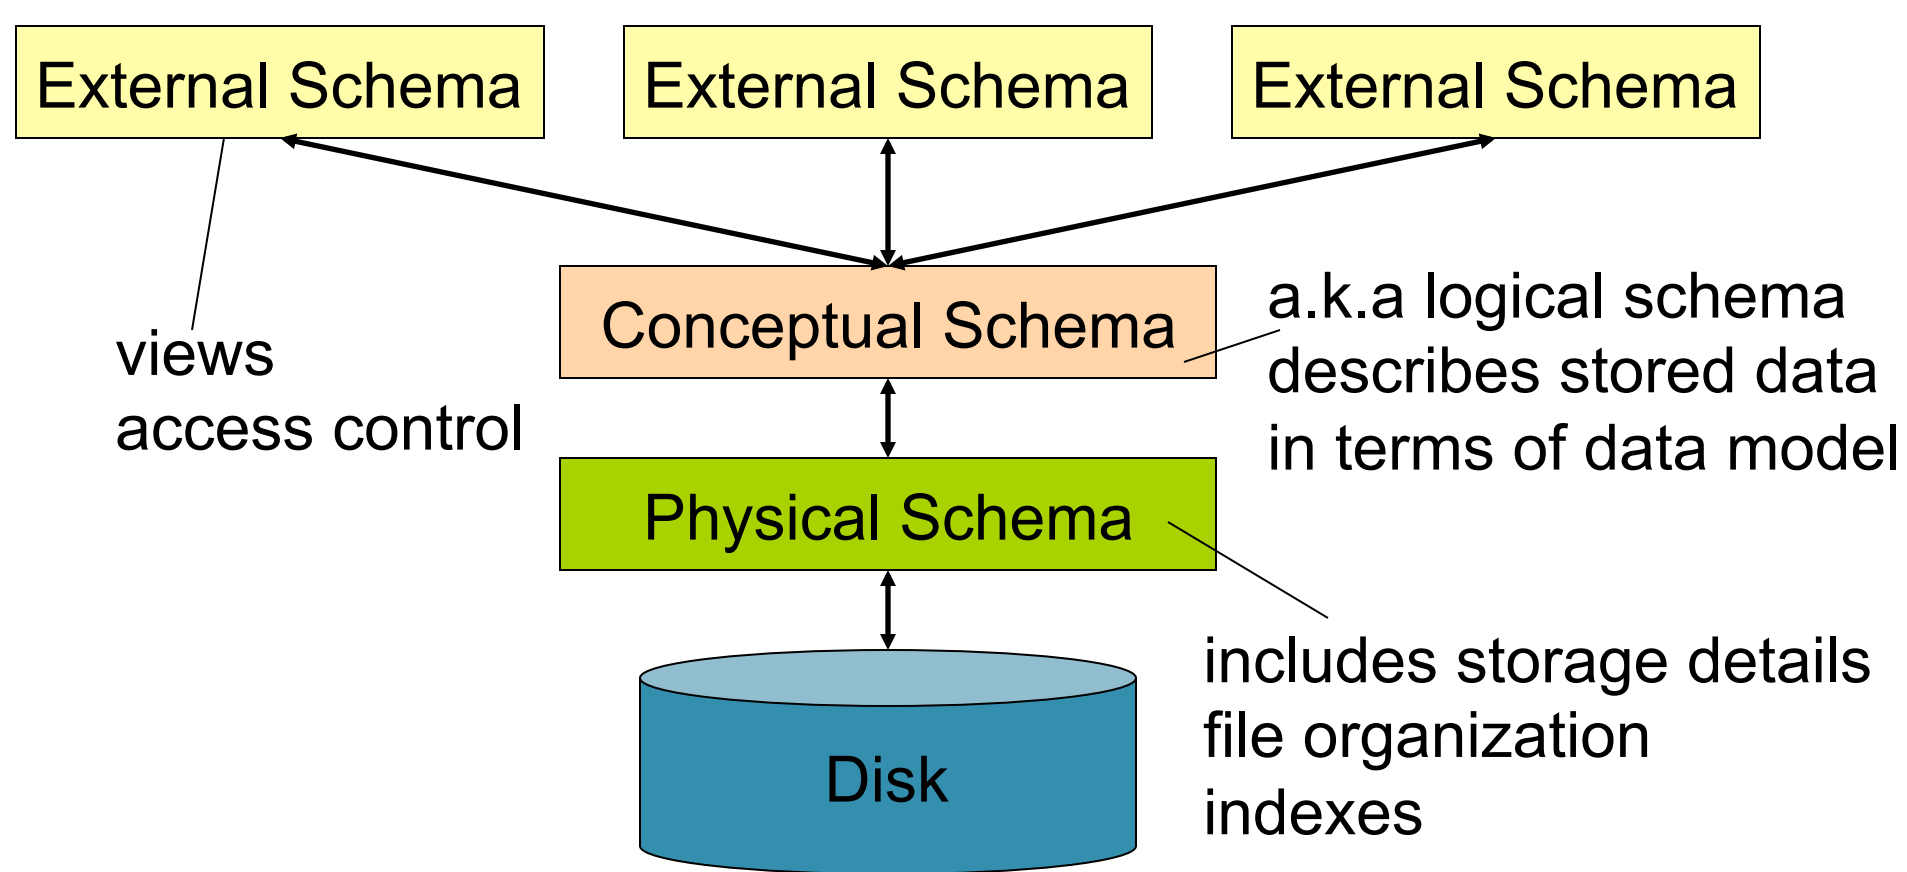 External Schema
External Schema
External Schema
Conceptual Schema
a.k.a logical schema
describes stored data
in terms of data model
views
access control
Physical Schema
includes storage details
file organization
indexes
Disk